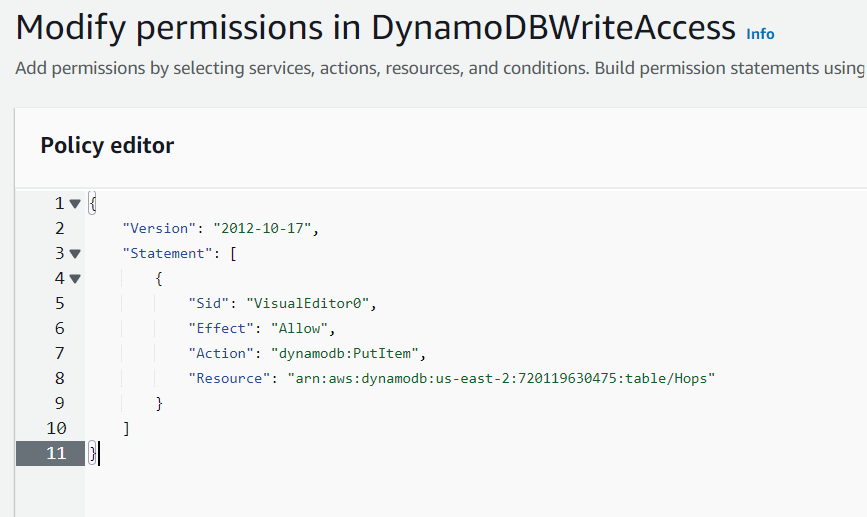 Modify permissions in DynamoDBWriteAccess Info
Add permissions by selecting services, actions, resources, and conditions. Build permission statements using
Policy editor
1 {
2 "Version": "2012-10-17",
3 "Statement": [
4 {
5 "Sid": "VisualEditor0",
6 "Effect": "Allow",
7 "Action": "dynamodb:PutItem",
8 "Resource": "arn:aws:dynamodb:us-east-2:720119630475:table/Hops"
9 }
10 ]
11 }